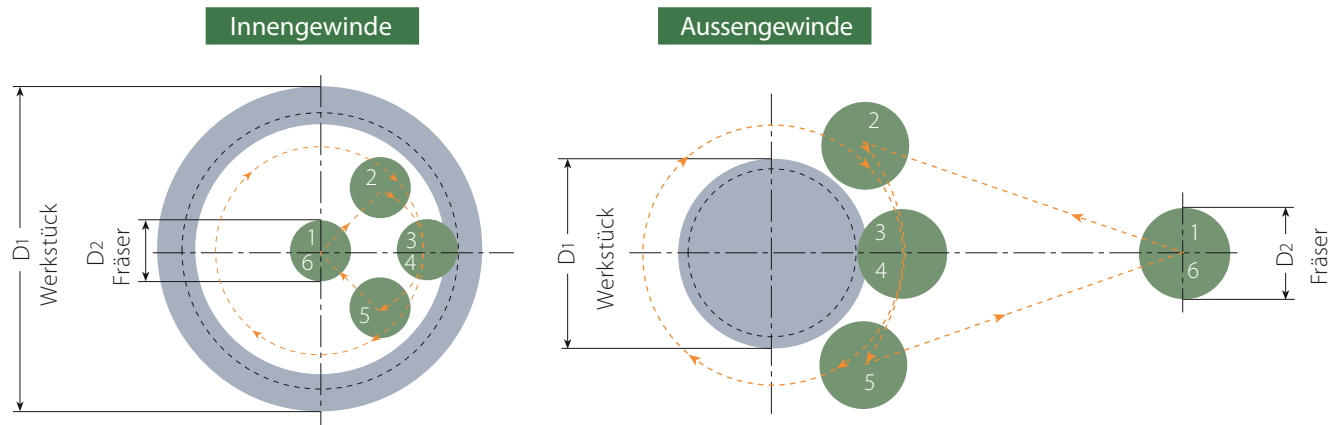 Innengewinde
D1
Werkstück
D2
Fräser
1
6
2
3
4
5
Aussengewinde
D1
Werkstück
2
3
4
5
1
6
D2
Fräser